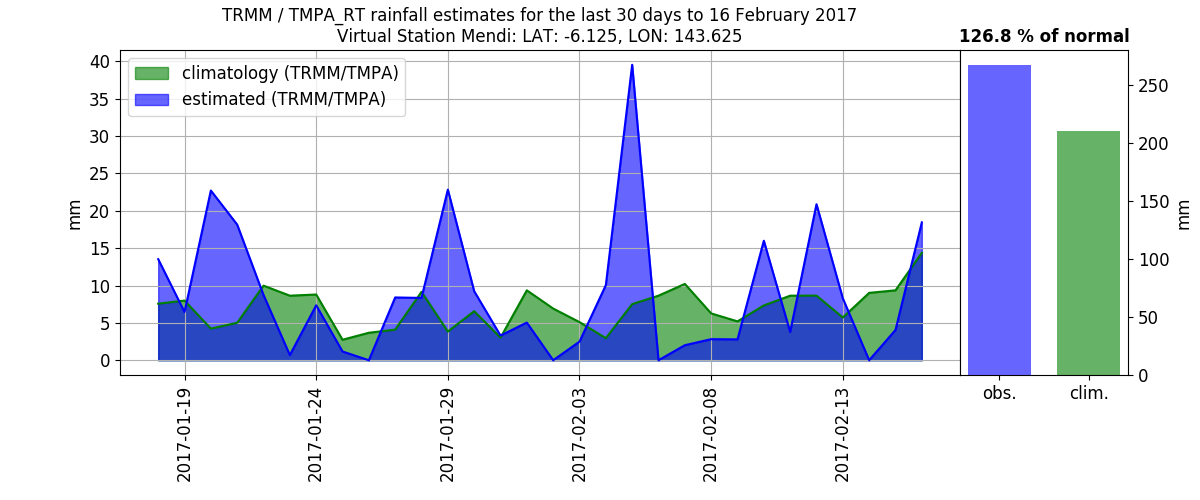 TRMM / TMPA_RT rainfall estimates for the last 30 days to 16 February 2017
Virtual Station Mendi: LAT: -6.125, LON: 143.625
126.8 % of normal
climatology (TRMM/TMPA)
estimated (TRMM/TMPA)
40
35
30
25
20
15
10
5
0
mm
2017-01-19
2017-01-24
2017-01-29
2017-02-03
2017-02-08
2017-02-13
250
200
150
100
50
0
mm
obs.
clim.